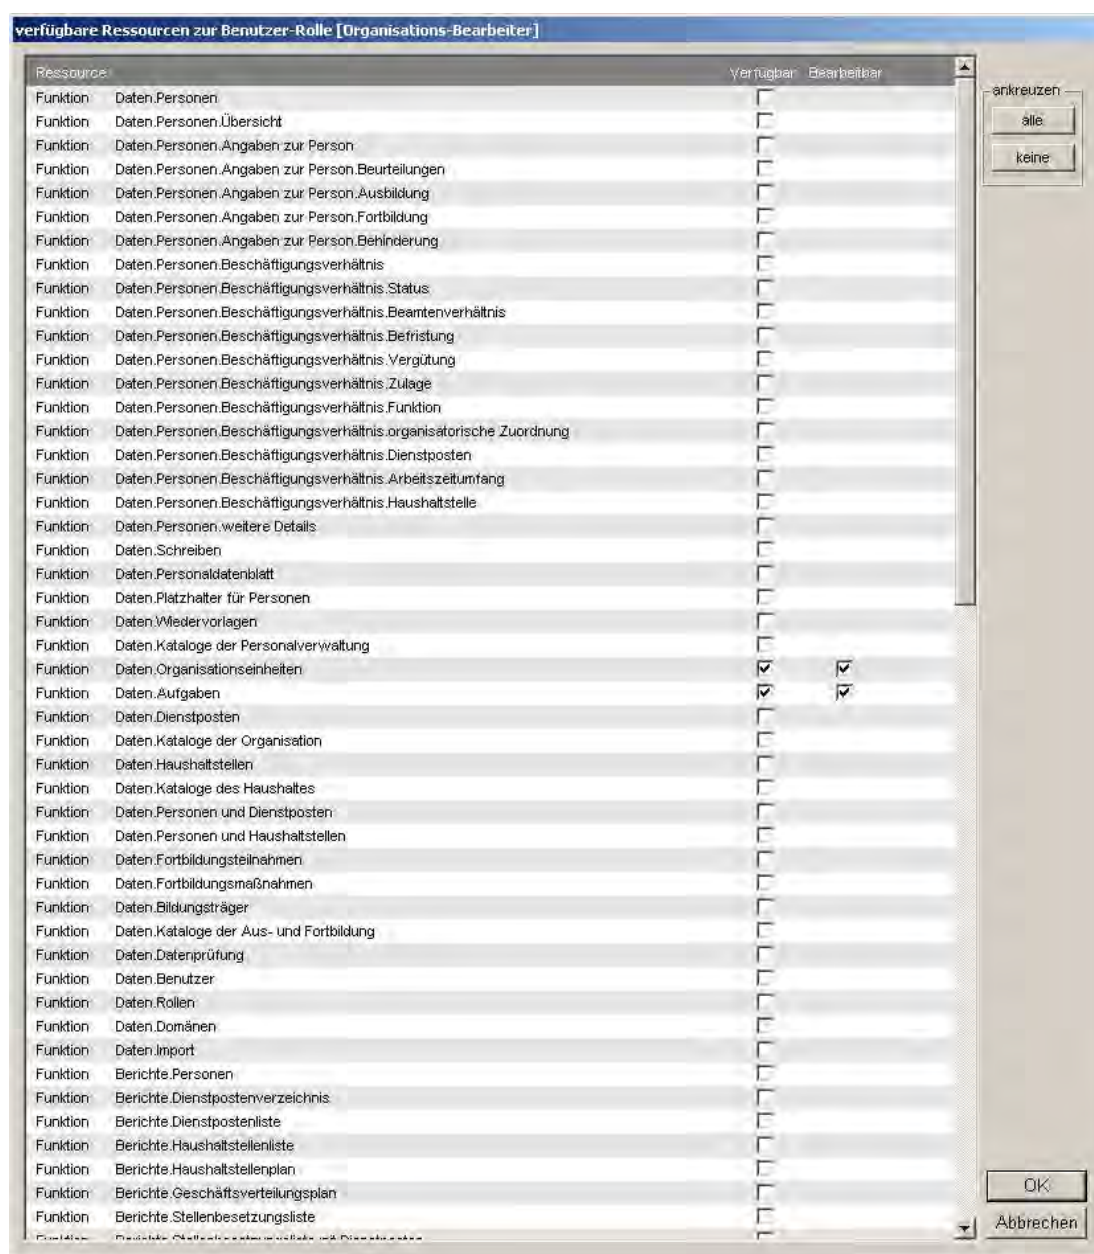 verfügbare Ressourcen zur Benutzer-Rolle [Organisations-Bearbeiter]
Ressource Verfügbar Bearbeitbar
Funktion Daten.Personen
Funktion Daten.Personen.Übersicht
Funktion Daten.Personen.Angaben zur Person
Funktion Daten.Personen.Angaben zur Person.Beurteilungen
Funktion Daten.Personen.Angaben zur Person.Ausbildung
Funktion Daten.Personen.Angaben zur Person.Fortbildung
Funktion Daten.Personen.Angaben zur Person.Behinderung
Funktion Daten.Personen.Beschäftigungsverhältnis
Funktion Daten.Personen.Beschäftigungsverhältnis.Status
Funktion Daten.Personen.Beschäftigungsverhältnis.Beamtenverhältnis
Funktion Daten.Personen.Beschäftigungsverhältnis.Befristung
Funktion Daten.Personen.Beschäftigungsverhältnis.Vergütung
Funktion Daten.Personen.Beschäftigungsverhältnis.Zulage
Funktion Daten.Personen.Beschäftigungsverhältnis.Funktion
Funktion Daten.Personen.Beschäftigungsverhältnis.organisatorische Zuordnung
Funktion Daten.Personen.Beschäftigungsverhältnis.Dienstposten
Funktion Daten.Personen.Beschäftigungsverhältnis.Arbeitszeitumfang
Funktion Daten.Personen.Beschäftigungsverhältnis.Haushaltstelle
Funktion Daten.Personen.weitere Details
Funktion Daten.Schreiben
Funktion Daten.Personaldatenblatt
Funktion Daten.Platzhalter für Personen
Funktion Daten.Wiedervorlagen
Funktion Daten.Kataloge der Personalverwaltung
Funktion Daten.Organisationseinheiten
Funktion Daten.Aufgaben
Funktion Daten.Dienstposten
Funktion Daten.Kataloge der Organisation
Funktion Daten.Haushaltstellen
Funktion Daten.Kataloge des Haushaltes
Funktion Daten.Personen und Dienstposten
Funktion Daten.Personen und Haushaltstellen
Funktion Daten.Fortbildungsteilnahmen
Funktion Daten.Fortbildungsmaßnahmen
Funktion Daten.Bildungsträger
Funktion Daten.Kataloge der Aus- und Fortbildung
Funktion Daten.Datenprüfung
Funktion Daten.Benutzer
Funktion Daten.Rollen
Funktion Daten.Domänen
Funktion Daten.Import
Funktion Berichte.Personen
Funktion Berichte.Dienstpostenverzeichnis
Funktion Berichte.Dienstpostenliste
Funktion Berichte.Haushaltstellenliste
Funktion Berichte.Haushaltstellenplan
Funktion Berichte.Geschäftsverteilungsplan
Funktion Berichte.Stellenbesetzungsliste
Funktion Berichte.Stellenbesetzungsliste mit Dienstposten
ankreuzen
alle
keine
OK
Abbrechen